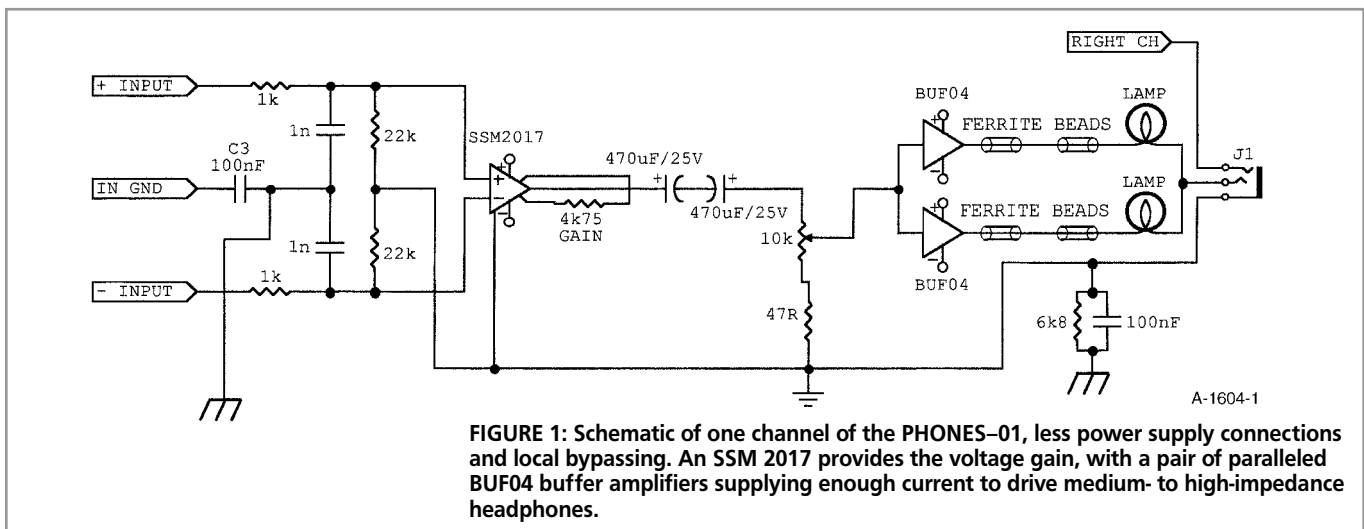 RIGHT CH
+ INPUT
1k
1n
22k
C3
100nF
IN GND
1n
22k
1k
- INPUT
SSM2017
+
-
+
-
4k75
GAIN
470uF/25V
+
+
470uF/25V
10k
47R
BUF04
+
-
FERRITE BEADS
LAMP
J1
LAMP
FERRITE BEADS
+
-
BUF04
6k8
100nF
A-1604-1
FIGURE 1: Schematic of one channel of the PHONES–01, less power supply connections
and local bypassing. An SSM 2017 provides the voltage gain, with a pair of paralleled
BUF04 buffer amplifiers supplying enough current to drive medium- to high-impedance
headphones.